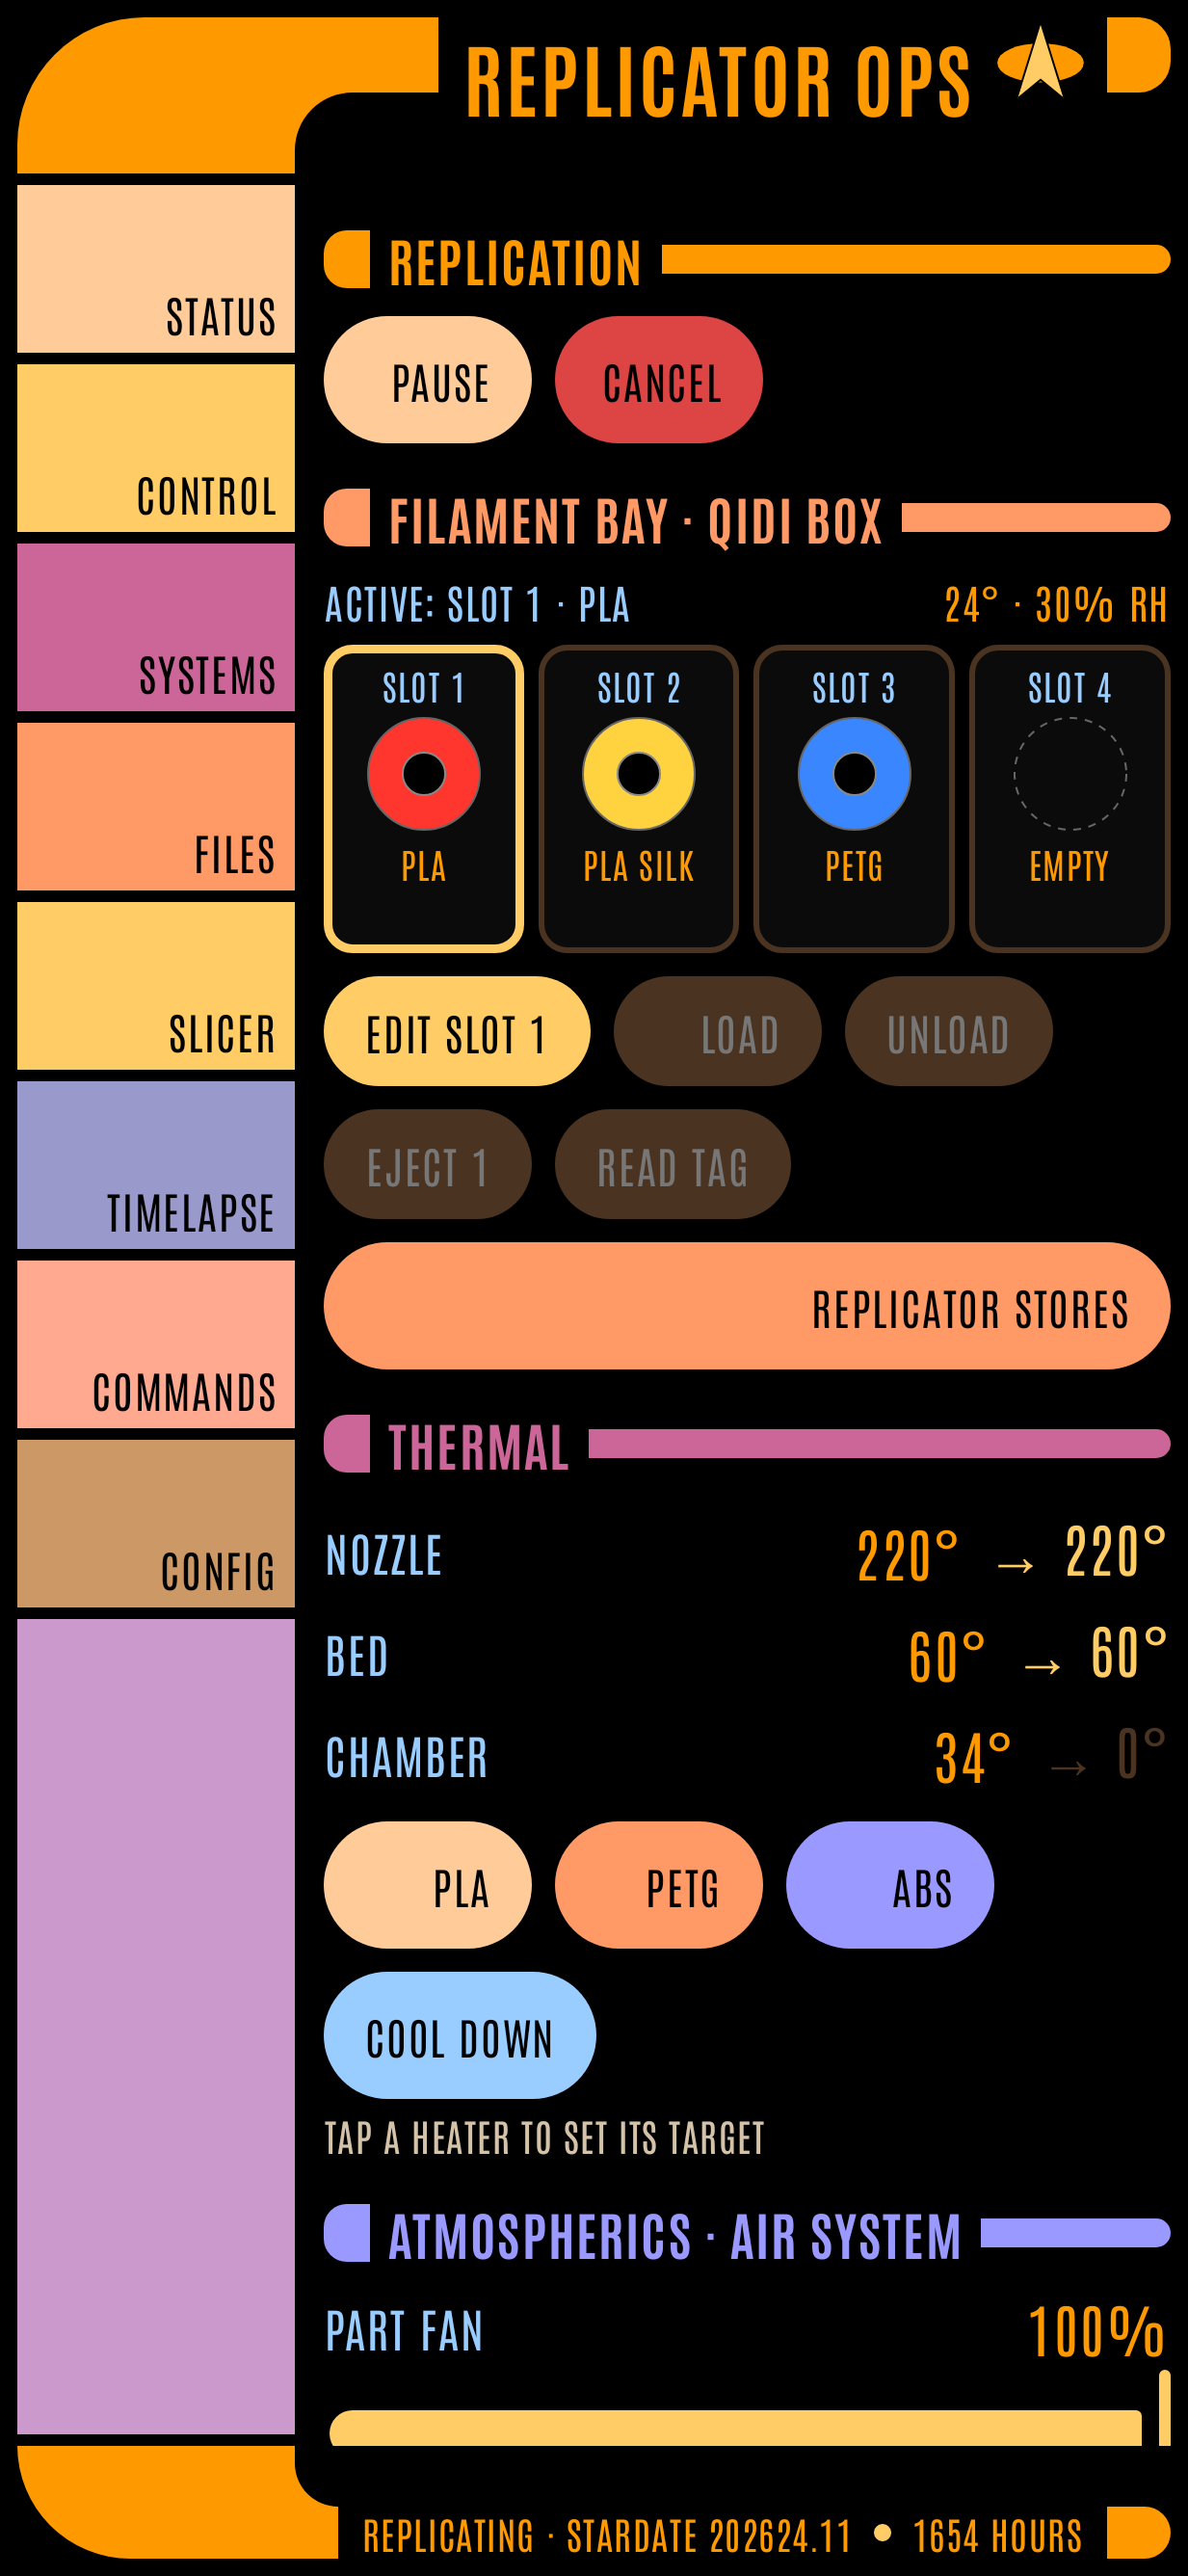 REPLICATOR OPS
STATUS
CONTROL
SYSTEMS
FILES
SLICER
TIMELAPSE
COMMANDS
CONFIG
REPLICATION
PAUSE CANCEL
FILAMENT BAY · QIDI BOX
ACTIVE: SLOT 1 · PLA 24° · 30% RH
SLOT 1 SLOT 2 SLOT 3 SLOT 4
PLA PLA SILK PETG EMPTY
EDIT SLOT 1 LOAD UNLOAD
EJECT 1 READ TAG
REPLICATOR STORES
THERMAL
NOZZLE 220° → 220°
BED 60° → 60°
CHAMBER 34° → 0°
PLA PETG ABS
COOL DOWN
TAP A HEATER TO SET ITS TARGET
ATMOSPHERICS · AIR SYSTEM
PART FAN 100%
REPLICATING · STARDATE 202624.11 ● 1654 HOURS